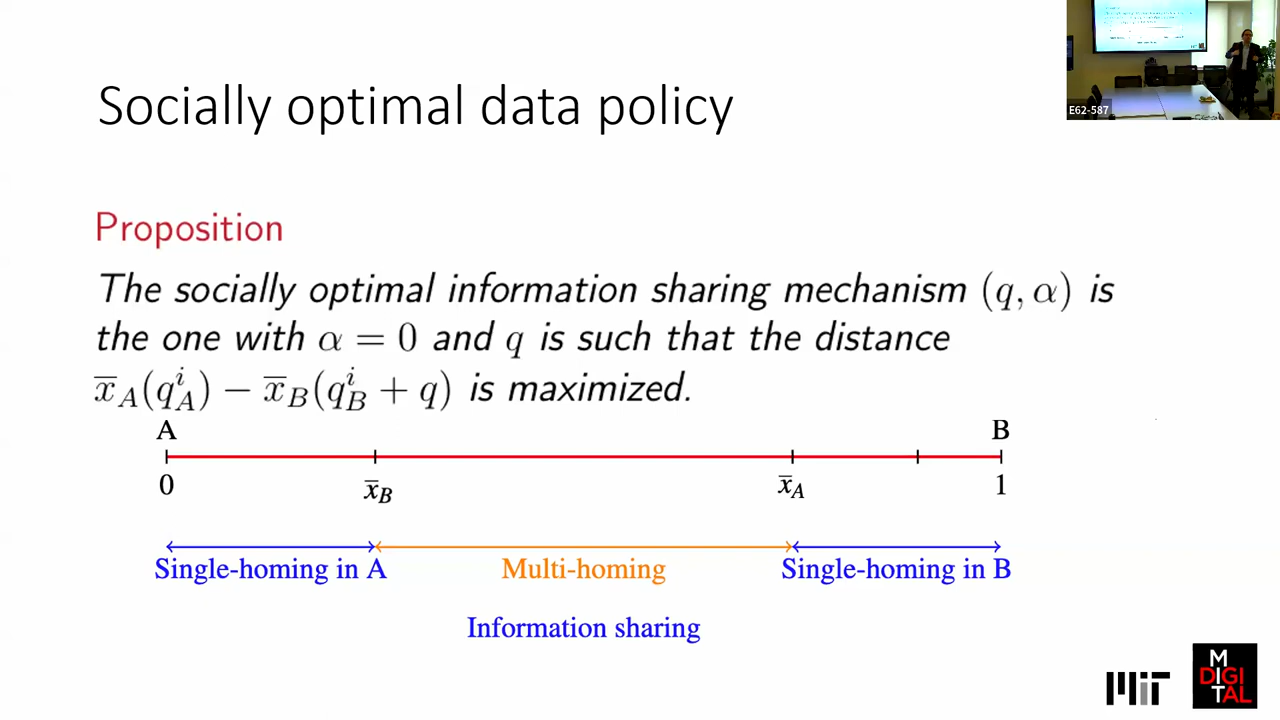 E62-587
Socially optimal data policy
Proposition
The socially optimal information sharing mechanism (q, α) is
the one with α = 0 and q is such that the distance
x̅_A(q_A^i) − x̅_B(q_B^i + q) is maximized.
A B
0 x̅_B x̅_A 1
Single-homing in A Multi-homing Single-homing in B
Information sharing
MIT
M
DIGI
TAL